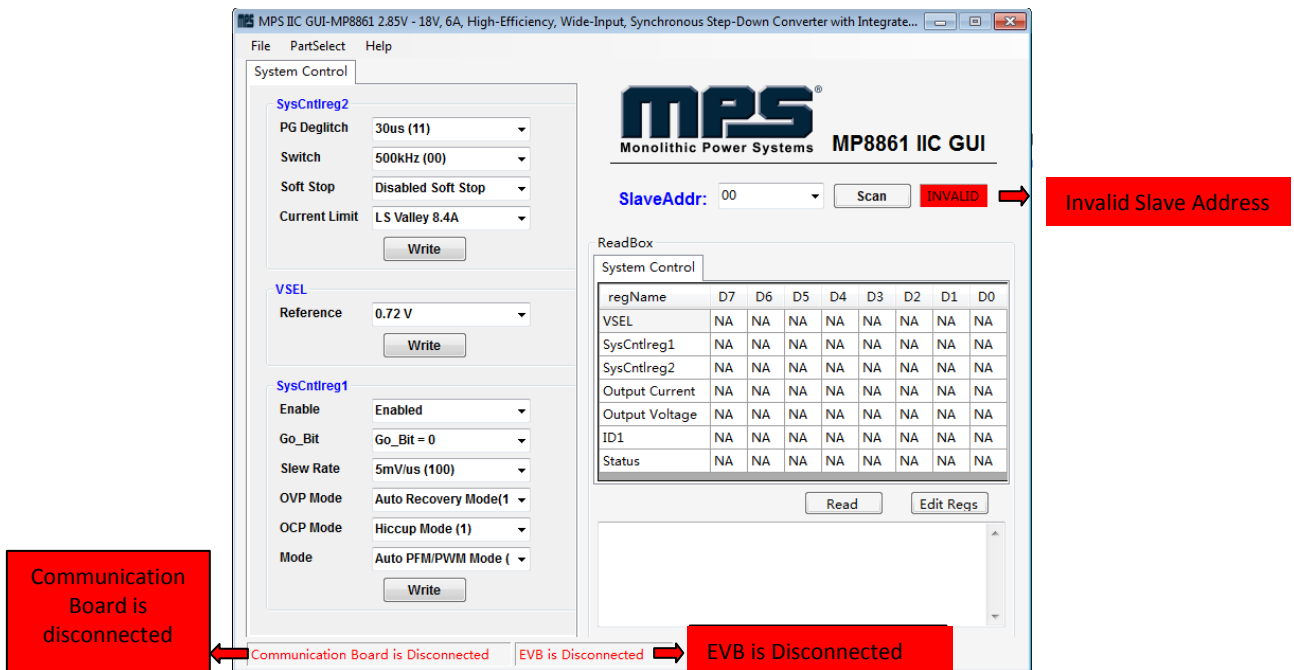 MPS IIC GUI-MP8861 2.85V - 18V, 6A, High-Efficiency, Wide-Input, Synchronous Step-Down Converter with Integrate...
File PartSelect Help
System Control
SysCntlreg2
PG Deglitch 30us (11)
Switch 500kHz (00)
Soft Stop Disabled Soft Stop
Current Limit LS Valley 8.4A
Write
VSEL
Reference 0.72 V
Write
SysCntlreg1
Enable Enabled
Go_Bit Go_Bit = 0
Slew Rate 5mV/us (100)
OVP Mode Auto Recovery Mode(1
OCP Mode Hiccup Mode (1)
Mode Auto PFM/PWM Mode (
Write
mps®
Monolithic Power Systems MP8861 IIC GUI
SlaveAddr: 00 Scan INVALID
Invalid Slave Address
ReadBox
System Control
regName D7 D6 D5 D4 D3 D2 D1 D0
VSEL NA NA NA NA NA NA NA NA
SysCntlreg1 NA NA NA NA NA NA NA NA
SysCntlreg2 NA NA NA NA NA NA NA NA
Output Current NA NA NA NA NA NA NA NA
Output Voltage NA NA NA NA NA NA NA NA
ID1 NA NA NA NA NA NA NA NA
Status NA NA NA NA NA NA NA NA
Read Edit Regs
Communication
Board is
disconnected
Communication Board is Disconnected EVB is Disconnected
EVB is Disconnected